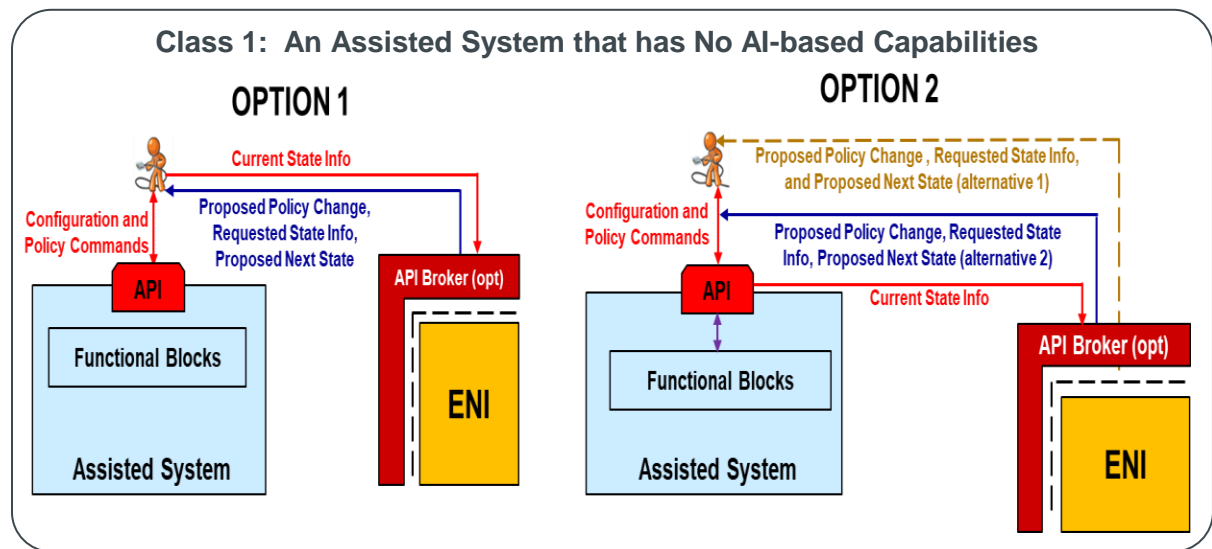 Class 1: An Assisted System that has No AI-based Capabilities
OPTION 1
Current State Info
Configuration and
Policy Commands
Proposed Policy Change,
Requested State Info,
Proposed Next State
API
API Broker (opt)
Functional Blocks
ENI
Assisted System
OPTION 2
Proposed Policy Change , Requested State Info,
and Proposed Next State (alternative 1)
Configuration and
Policy Commands
Proposed Policy Change, Requested State
Info, Proposed Next State (alternative 2)
API
Current State Info
API Broker (opt)
Functional Blocks
ENI
Assisted System